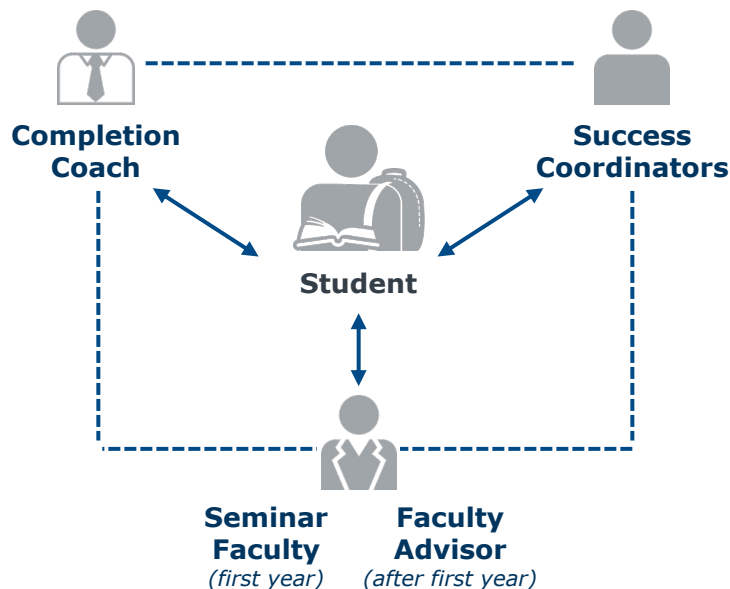 Completion
Coach
Success
Coordinators
Student
Seminar
Faculty
(first year)
Faculty
Advisor
(after first year)